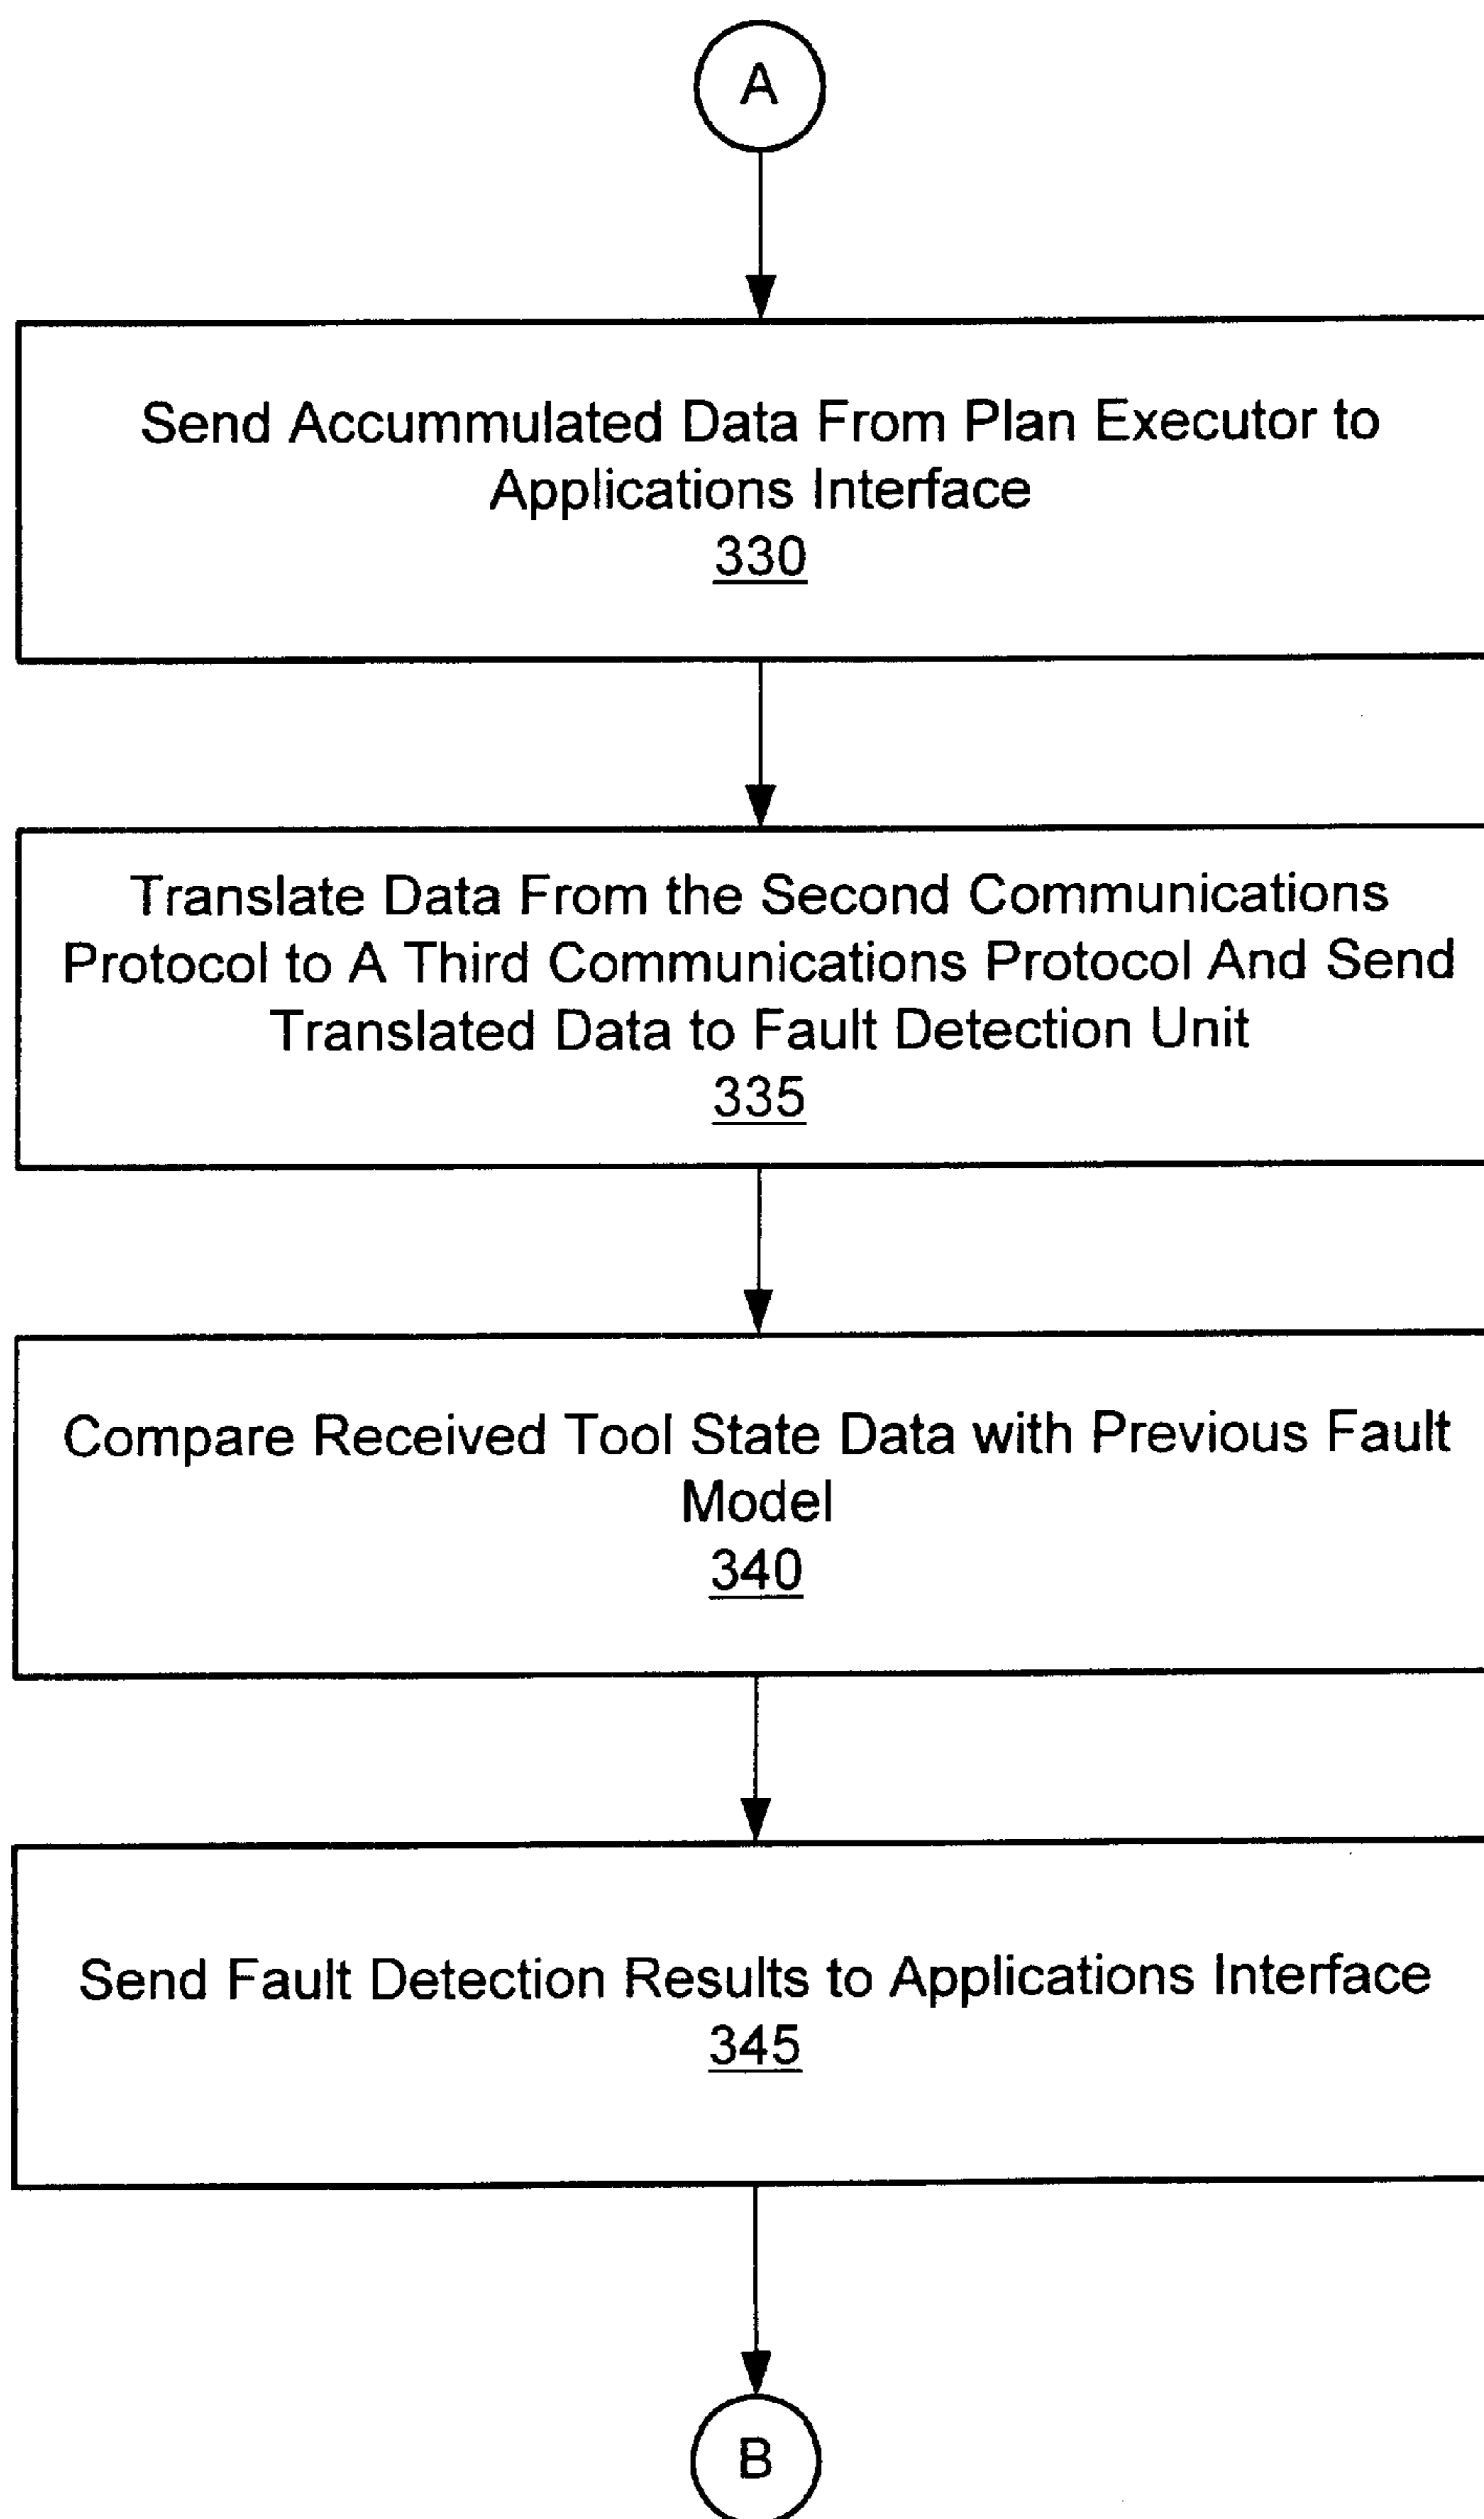 A
Send Accummulated Data From Plan Executor to
Applications Interface
330
Translate Data From the Second Communications
Protocol to A Third Communications Protocol And Send
Translated Data to Fault Detection Unit
335
Compare Received Tool State Data with Previous Fault
Model
340
Send Fault Detection Results to Applications Interface
345
B